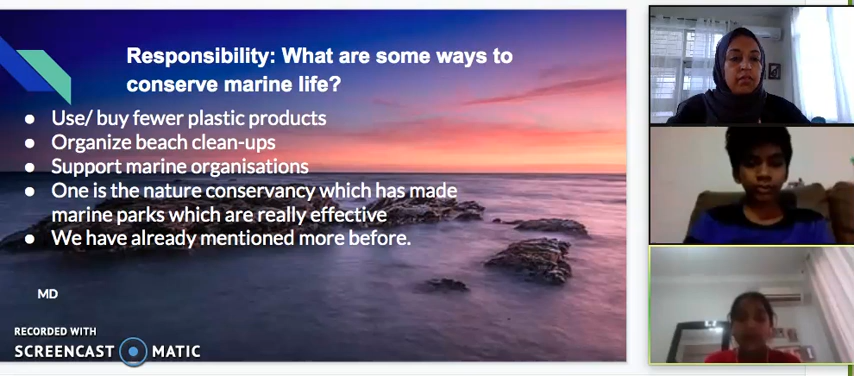 Responsibility: What are some ways to
conserve marine life?
● Use/ buy fewer plastic products
● Organize beach clean-ups
● Support marine organisations
● One is the nature conservancy which has made
marine parks which are really effective
● We have already mentioned more before.
MD
RECORDED WITH
SCREENCAST MATIC